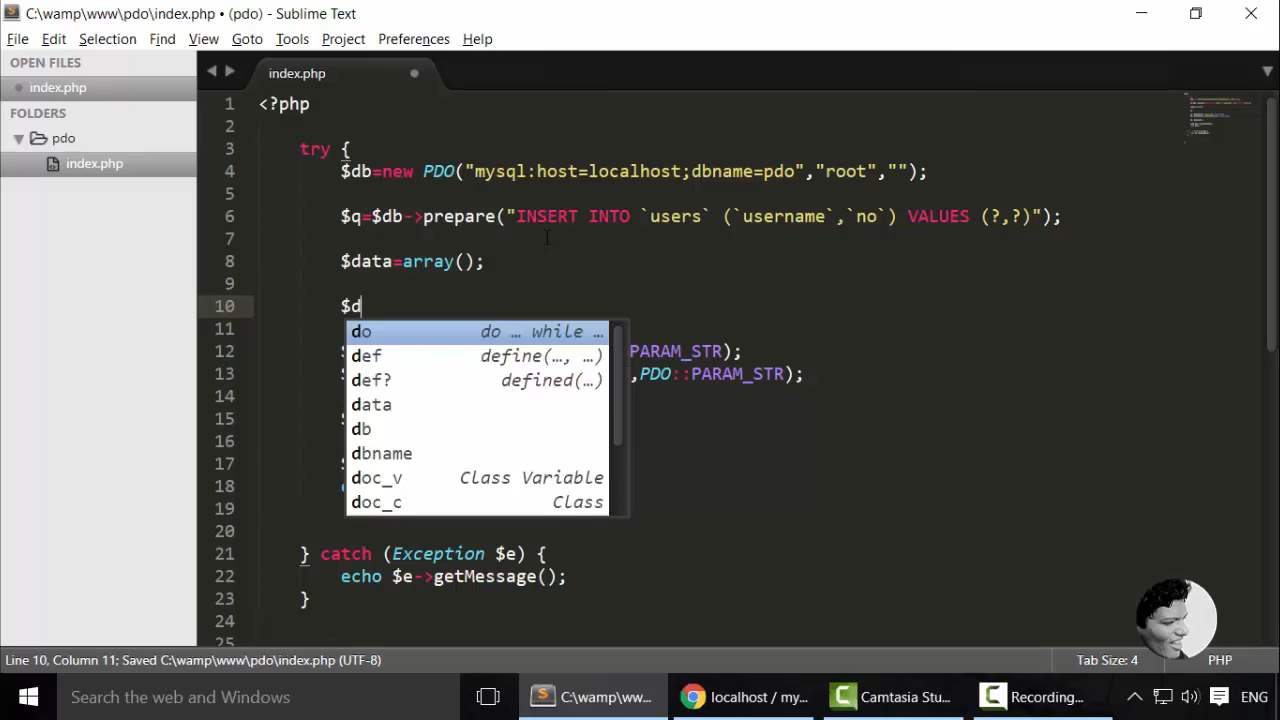 C:\wamp\www\pdo\index.php • (pdo) - Sublime Text
File Edit Selection Find View Goto Tools Project Preferences Help
OPEN FILES
index.php
FOLDERS
pdo
index.php
index.php
1 <?php
2
3 try {
4 $db=new PDO("mysql:host=localhost;dbname=pdo","root","");
5
6 $q=$db->prepare("INSERT INTO `users` (`username`,`no`) VALUES (?,?)");
7
8 $data=array();
9
10 $d
11
do do … while …
12 PARAM_STR);
def define(…, …)
13 ,PDO::PARAM_STR);
def? defined(…)
14
data
15
db
16
dbname
17
doc_v Class Variable
18
doc_c Class
19
20
21 } catch (Exception $e) {
22 echo $e->getMessage();
23 }
24
25
Line 10, Column 11; Saved C:\wamp\www\pdo\index.php (UTF-8) Tab Size: 4 PHP
Search the web and Windows C:\wamp\ww... localhost / my... Camtasia Stu... Recording... ENG